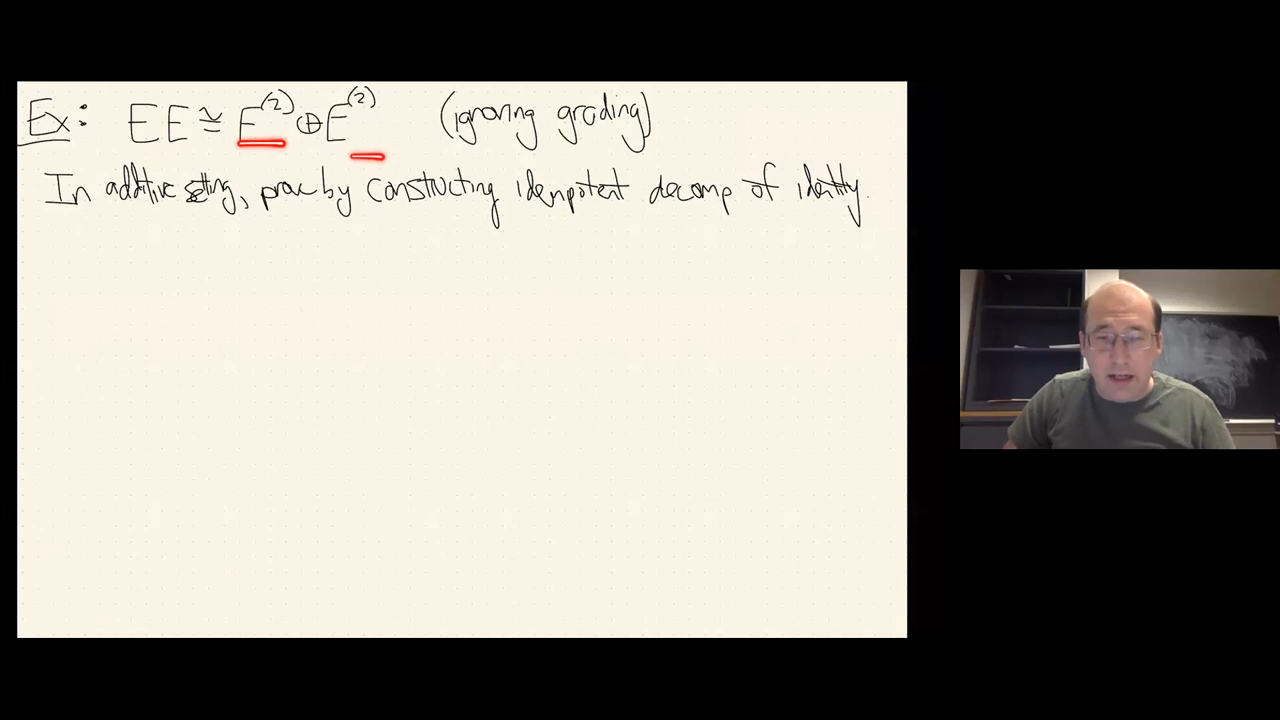 Ex: EE ≅ E⁽²⁾ ⊕ E⁽²⁾ (ignoring grading)
In additive setting, prove by constructing idempotent decomp of identity.